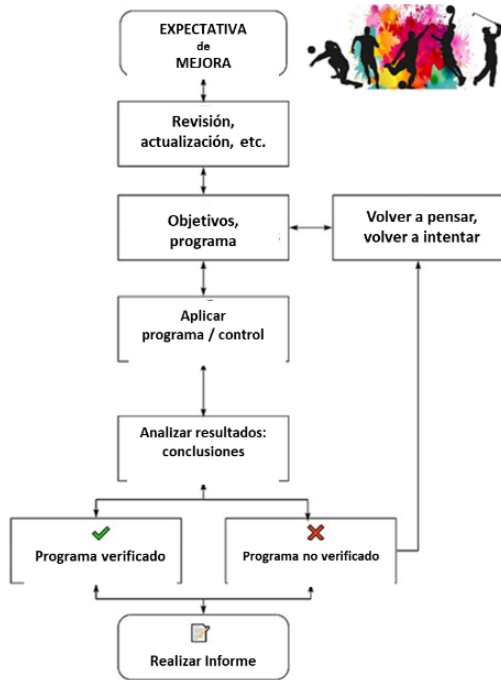 EXPECTATIVA
de
MEJORA
Revisión,
actualización, etc.
Objetivos,
programa
Volver a pensar,
volver a intentar
Aplicar
programa / control
Analizar resultados:
conclusiones
Programa verificado
Programa no verificado
Realizar Informe